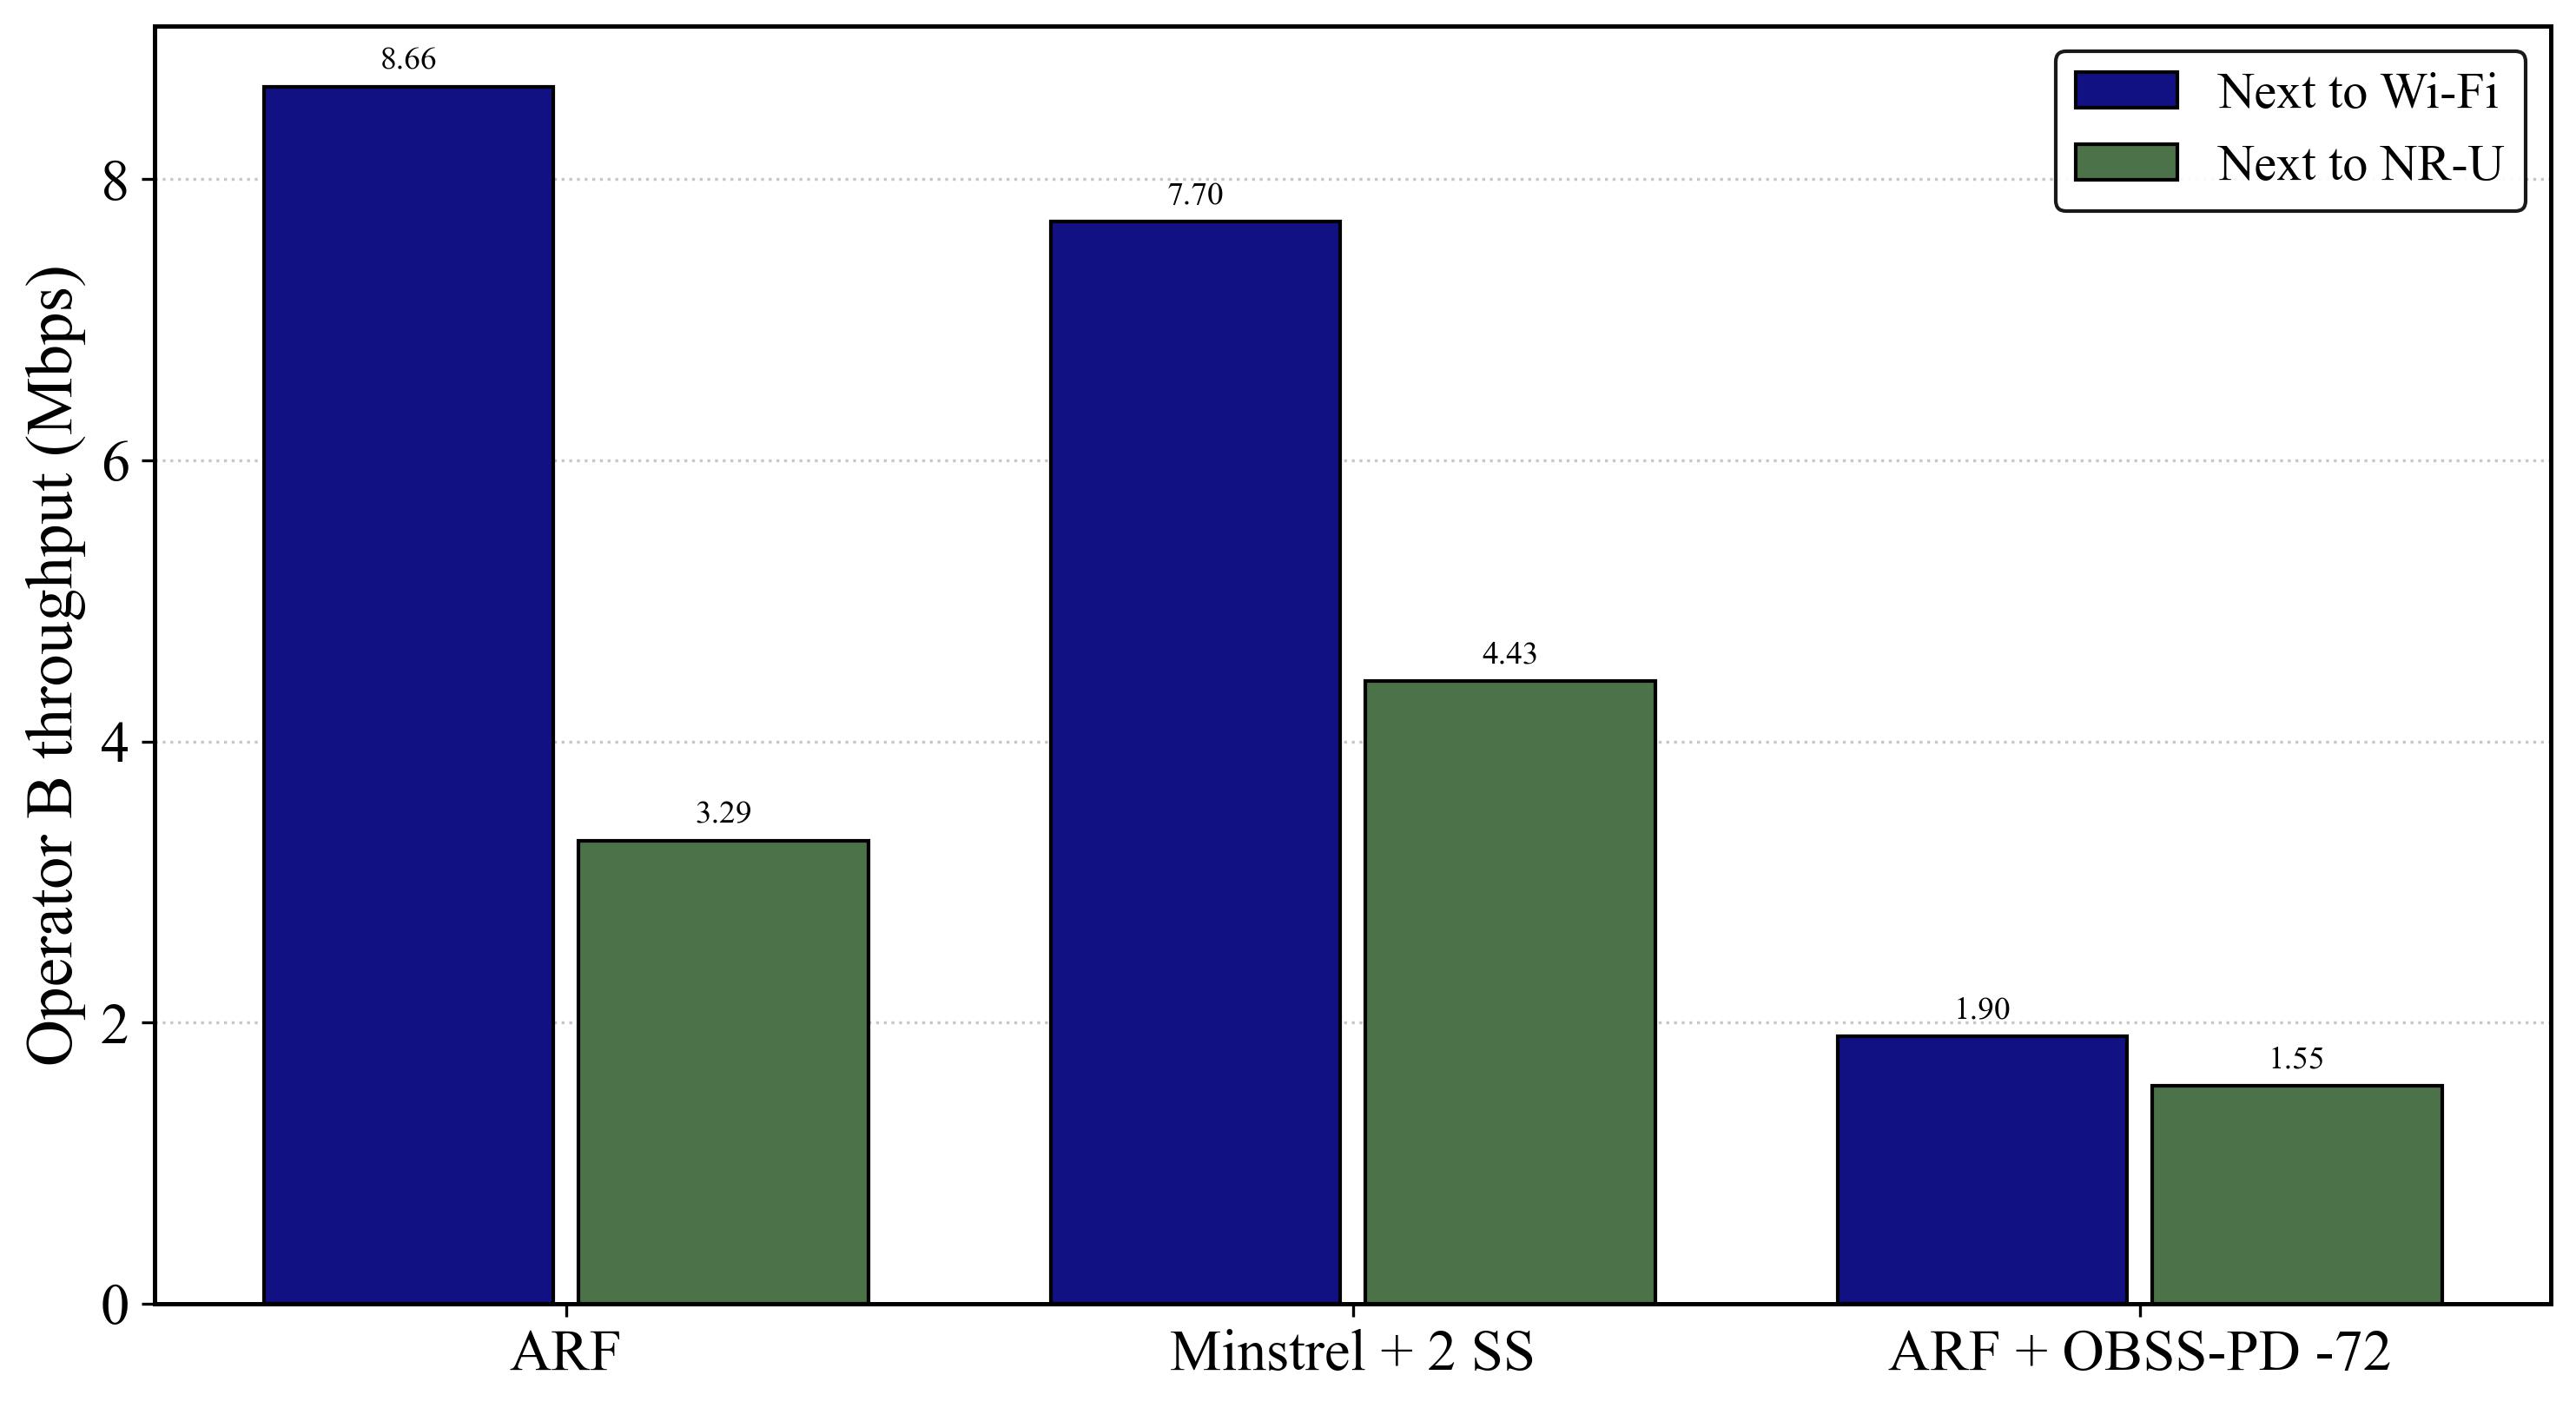 8.66
Next to Wi-Fi
Next to NR-U
8
7.70
6
4.43
4
3.29
2
1.90
1.55
0
Operator B throughput (Mbps)
ARF
Minstrel + 2 SS
ARF + OBSS-PD -72